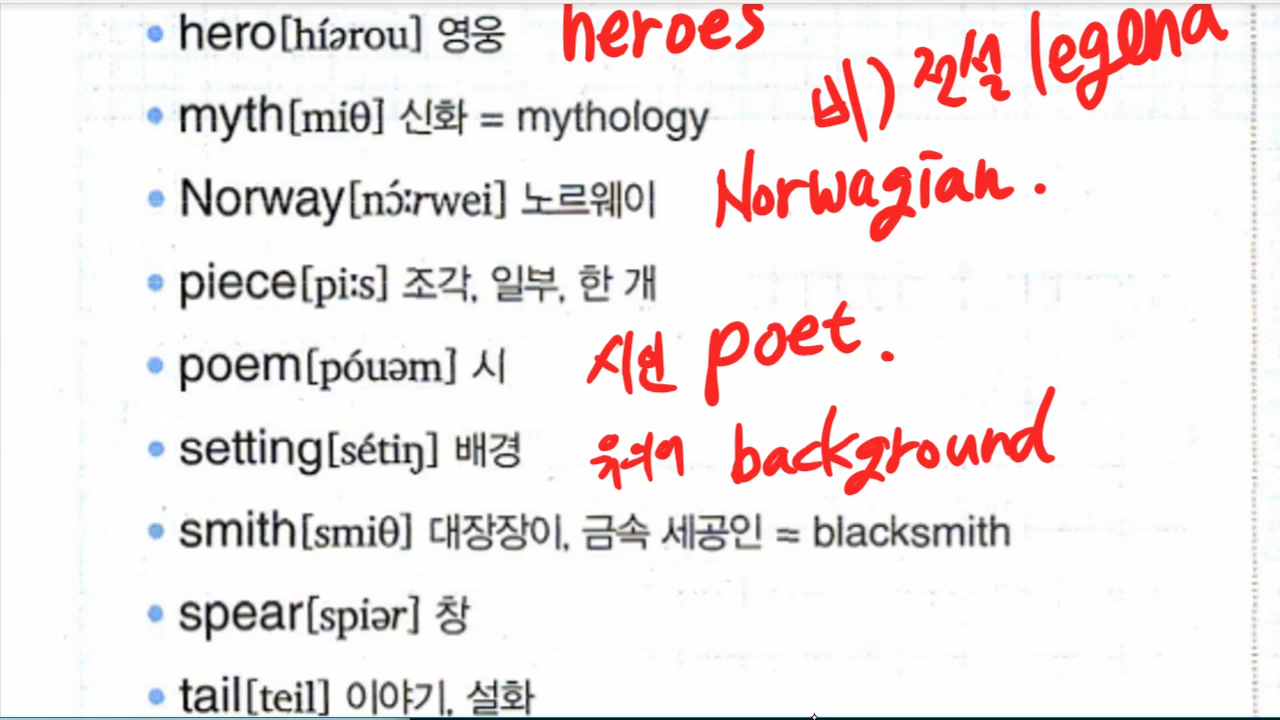 hero[híərou] 영웅 heroes
비) 전설 legend
myth[miθ] 신화 = mythology
Norway[nɔ́ːrwei] 노르웨이 Norwagian.
piece[piːs] 조각, 일부, 한 개
poem[póuəm] 시 시인 poet.
setting[sétiŋ] 배경 유의어 background
smith[smiθ] 대장장이, 금속 세공인 = blacksmith
spear[spiər] 창
tail[teil] 이야기, 설화